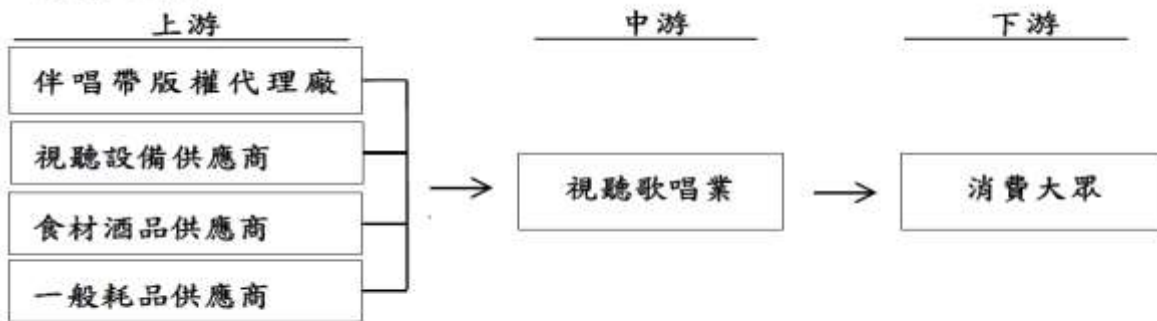 上游
中游
下游
伴唱帶版權代理廠
視聽設備供應商
食材酒品供應商
一般耗品供應商
視聽歌唱業
消費大眾